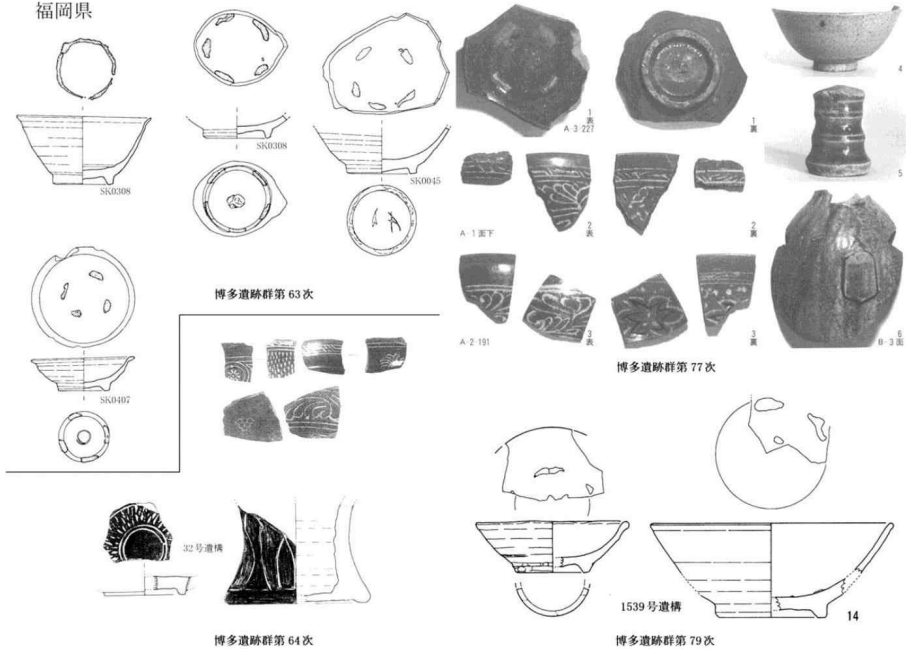 福岡県
SK0308
SK0308
SK0045
SK0407
博多遺跡群第63次
32号遺構
博多遺跡群第64次
1
表
A-3-227
1
裏
4
5
A-1面下
2
表
2
裏
A-2-191
3
表
3
裏
6
B-3面
博多遺跡群第77次
1539号遺構
14
博多遺跡群第79次